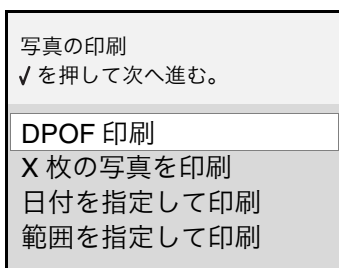 写真の印刷
√ を押して次へ進む。
DPOF 印刷
X 枚の写真を印刷
日付を指定して印刷
範囲を指定して印刷